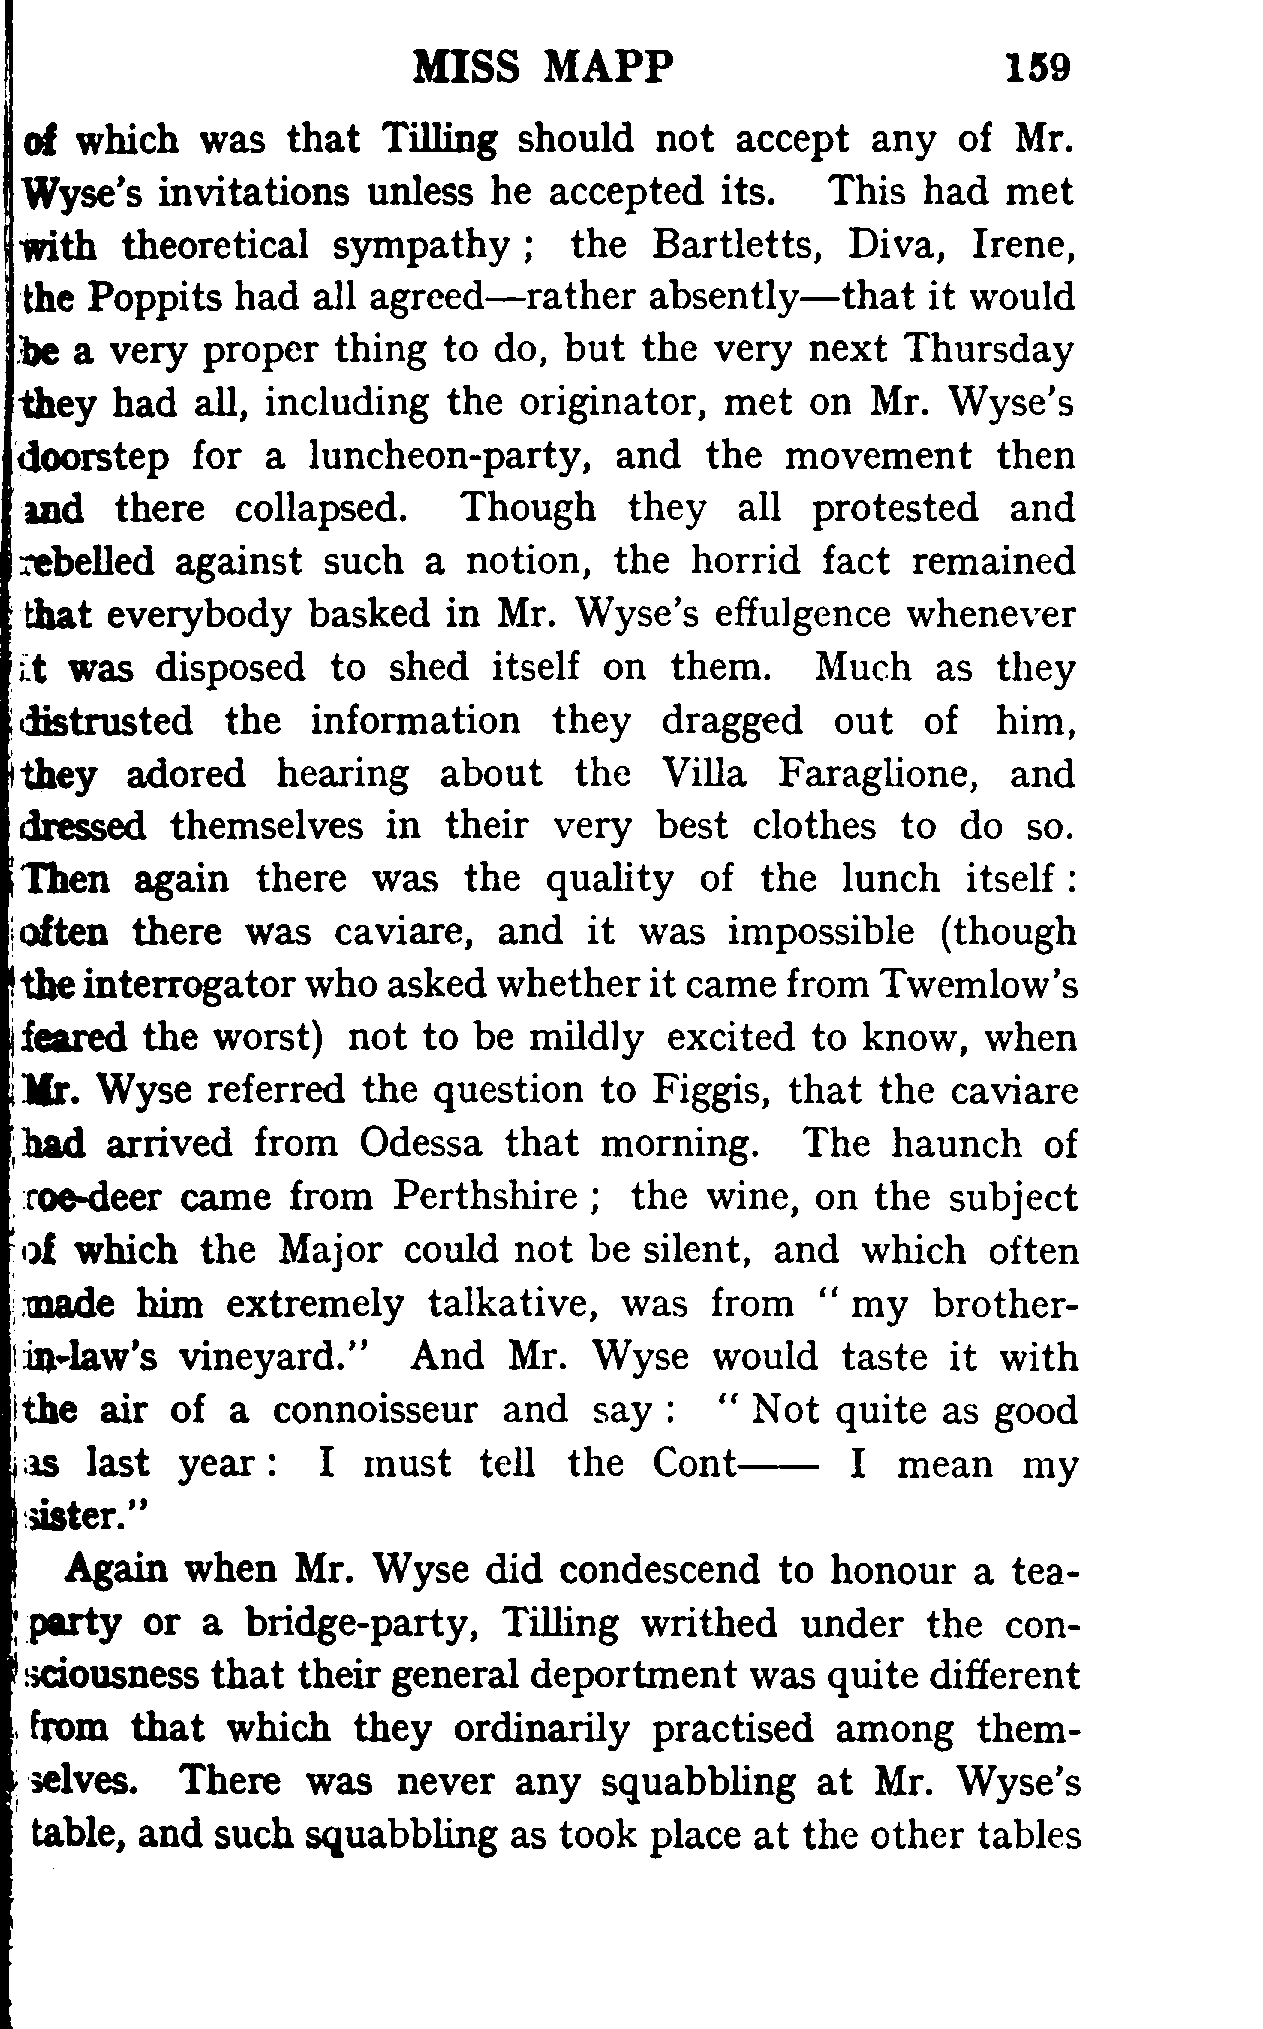 MISS MAPP 159
of which was that Tilling should not accept any of Mr.
Wyse's invitations unless he accepted its. This had met
with theoretical sympathy ; the Bartletts, Diva, Irene,
the Poppits had all agreed—rather absently—that it would
be a very proper thing to do, but the very next Thursday
they had all, including the originator, met on Mr. Wyse's
doorstep for a luncheon-party, and the movement then
and there collapsed. Though they all protested and
rebelled against such a notion, the horrid fact remained
that everybody basked in Mr. Wyse's effulgence whenever
it was disposed to shed itself on them. Much as they
distrusted the information they dragged out of him,
they adored hearing about the Villa Faraglione, and
dressed themselves in their very best clothes to do so.
Then again there was the quality of the lunch itself :
often there was caviare, and it was impossible (though
the interrogator who asked whether it came from Twemlow's
feared the worst) not to be mildly excited to know, when
Mr. Wyse referred the question to Figgis, that the caviare
had arrived from Odessa that morning. The haunch of
roe-deer came from Perthshire ; the wine, on the subject
of which the Major could not be silent, and which often
made him extremely talkative, was from " my brother-
in-law's vineyard." And Mr. Wyse would taste it with
the air of a connoisseur and say : " Not quite as good
as last year : I must tell the Cont—— I mean my
sister."
Again when Mr. Wyse did condescend to honour a tea-
party or a bridge-party, Tilling writhed under the con-
sciousness that their general deportment was quite different
from that which they ordinarily practised among them-
selves. There was never any squabbling at Mr. Wyse's
table, and such squabbling as took place at the other tables